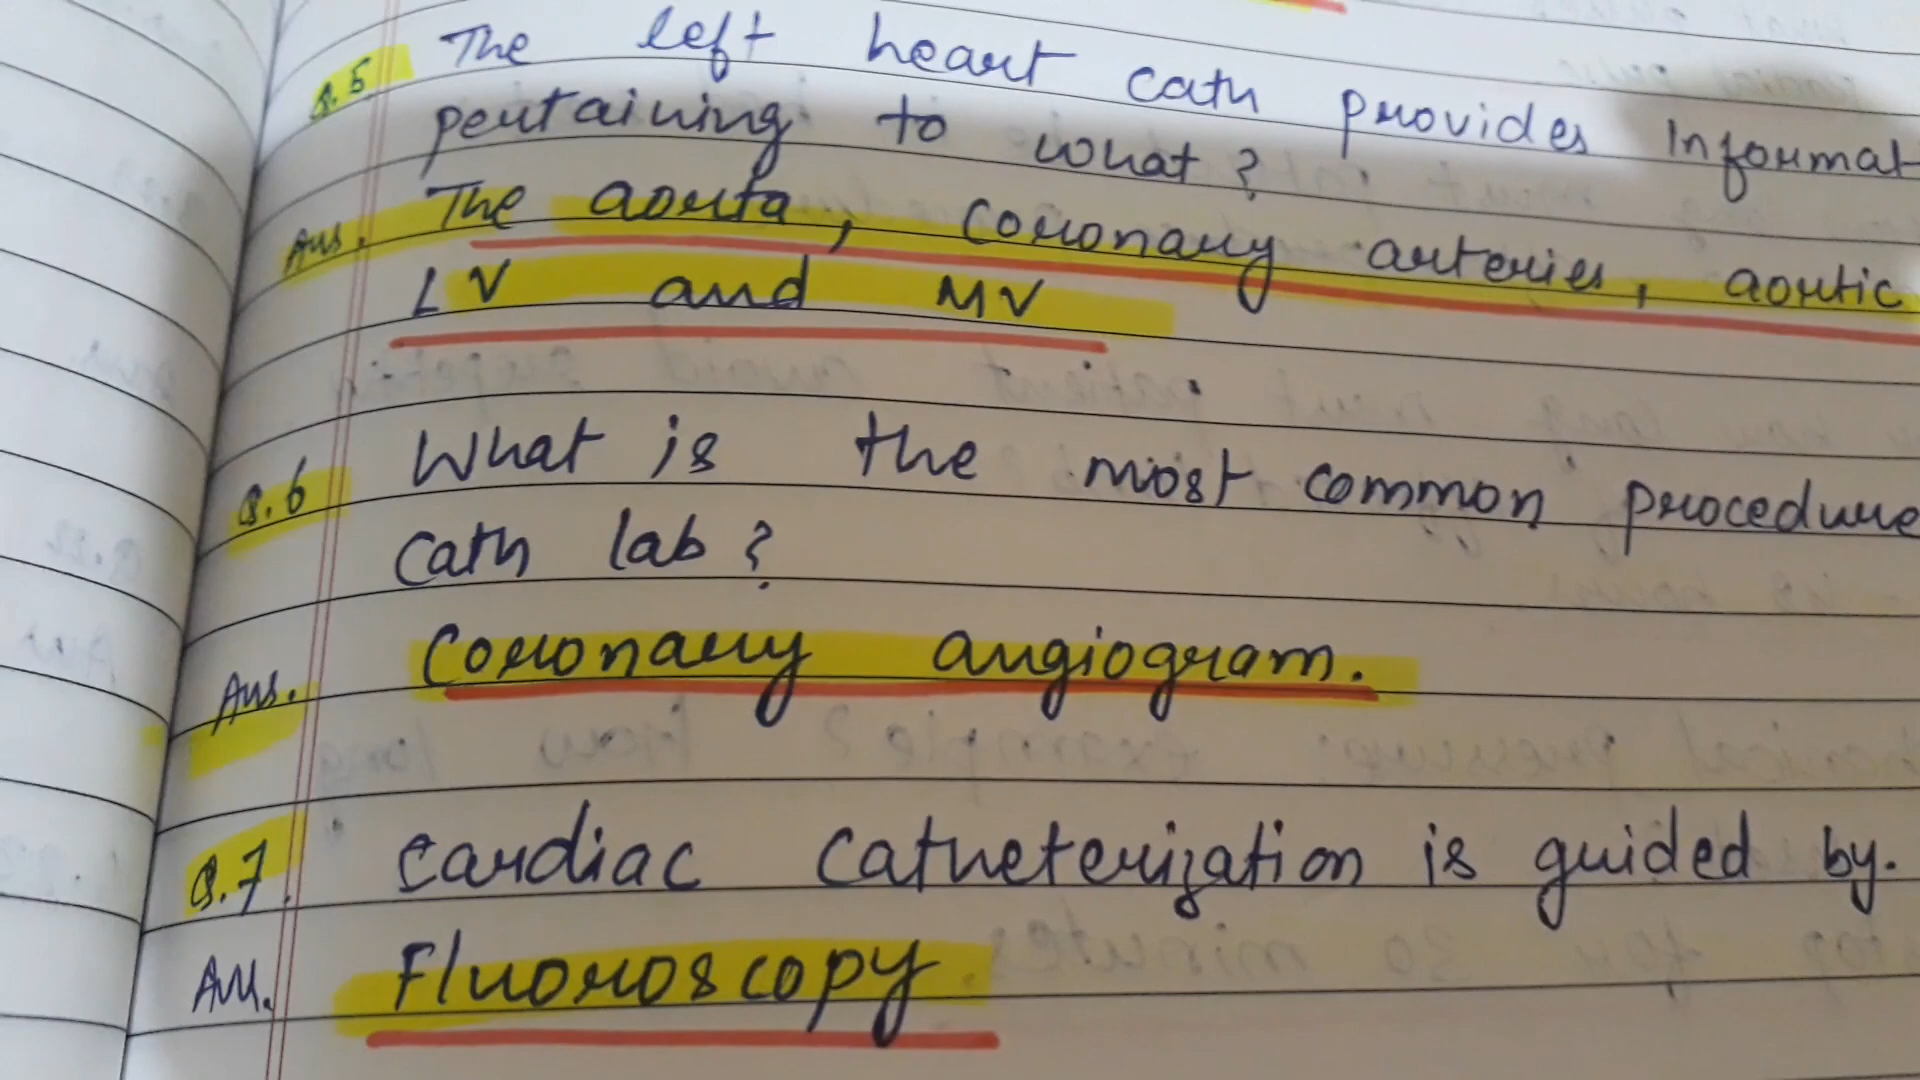 Q.5 The left heart cath provides Informat
pertaining to what?
Ans. The aorta, Coronary arteries, aortic
LV and MV
Q.6 What is the most common procedure
Cath lab?
Ans. Coronary angiogram.
Q.7. Cardiac Catheterization is guided by.
Ans. Fluoroscopy